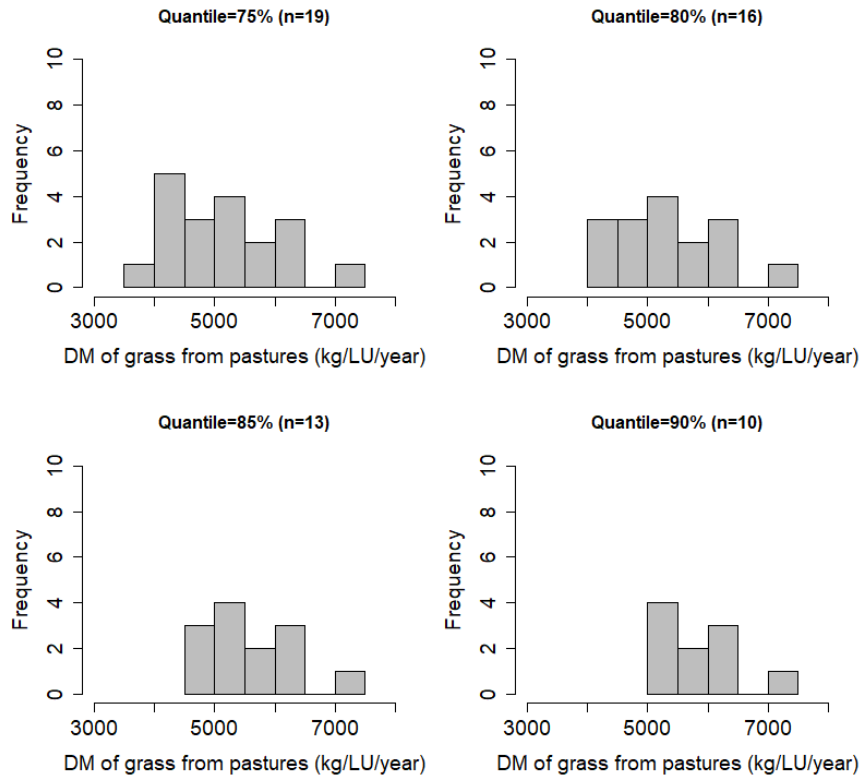 Quantile=75% (n=19)
10
8
6
4
2
0
Frequency
3000 5000 7000
DM of grass from pastures (kg/LU/year)
Quantile=80% (n=16)
10
8
6
4
2
0
Frequency
3000 5000 7000
DM of grass from pastures (kg/LU/year)
Quantile=85% (n=13)
10
8
6
4
2
0
Frequency
3000 5000 7000
DM of grass from pastures (kg/LU/year)
Quantile=90% (n=10)
10
8
6
4
2
0
Frequency
3000 5000 7000
DM of grass from pastures (kg/LU/year)